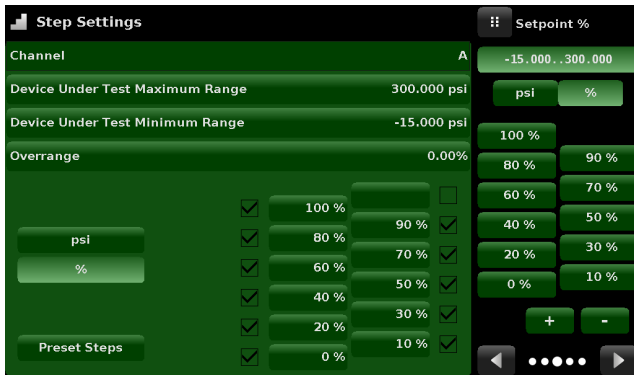 Step Settings
Channel A
Device Under Test Maximum Range 300.000 psi
Device Under Test Minimum Range -15.000 psi
Overrange 0.00%
psi
%
Preset Steps
100 %
90 %
80 %
70 %
60 %
50 %
40 %
30 %
20 %
10 %
0 %
Setpoint %
-15.000..300.000
psi %
100 %
90 %
80 %
70 %
60 %
50 %
40 %
30 %
20 %
10 %
0 %
+ -